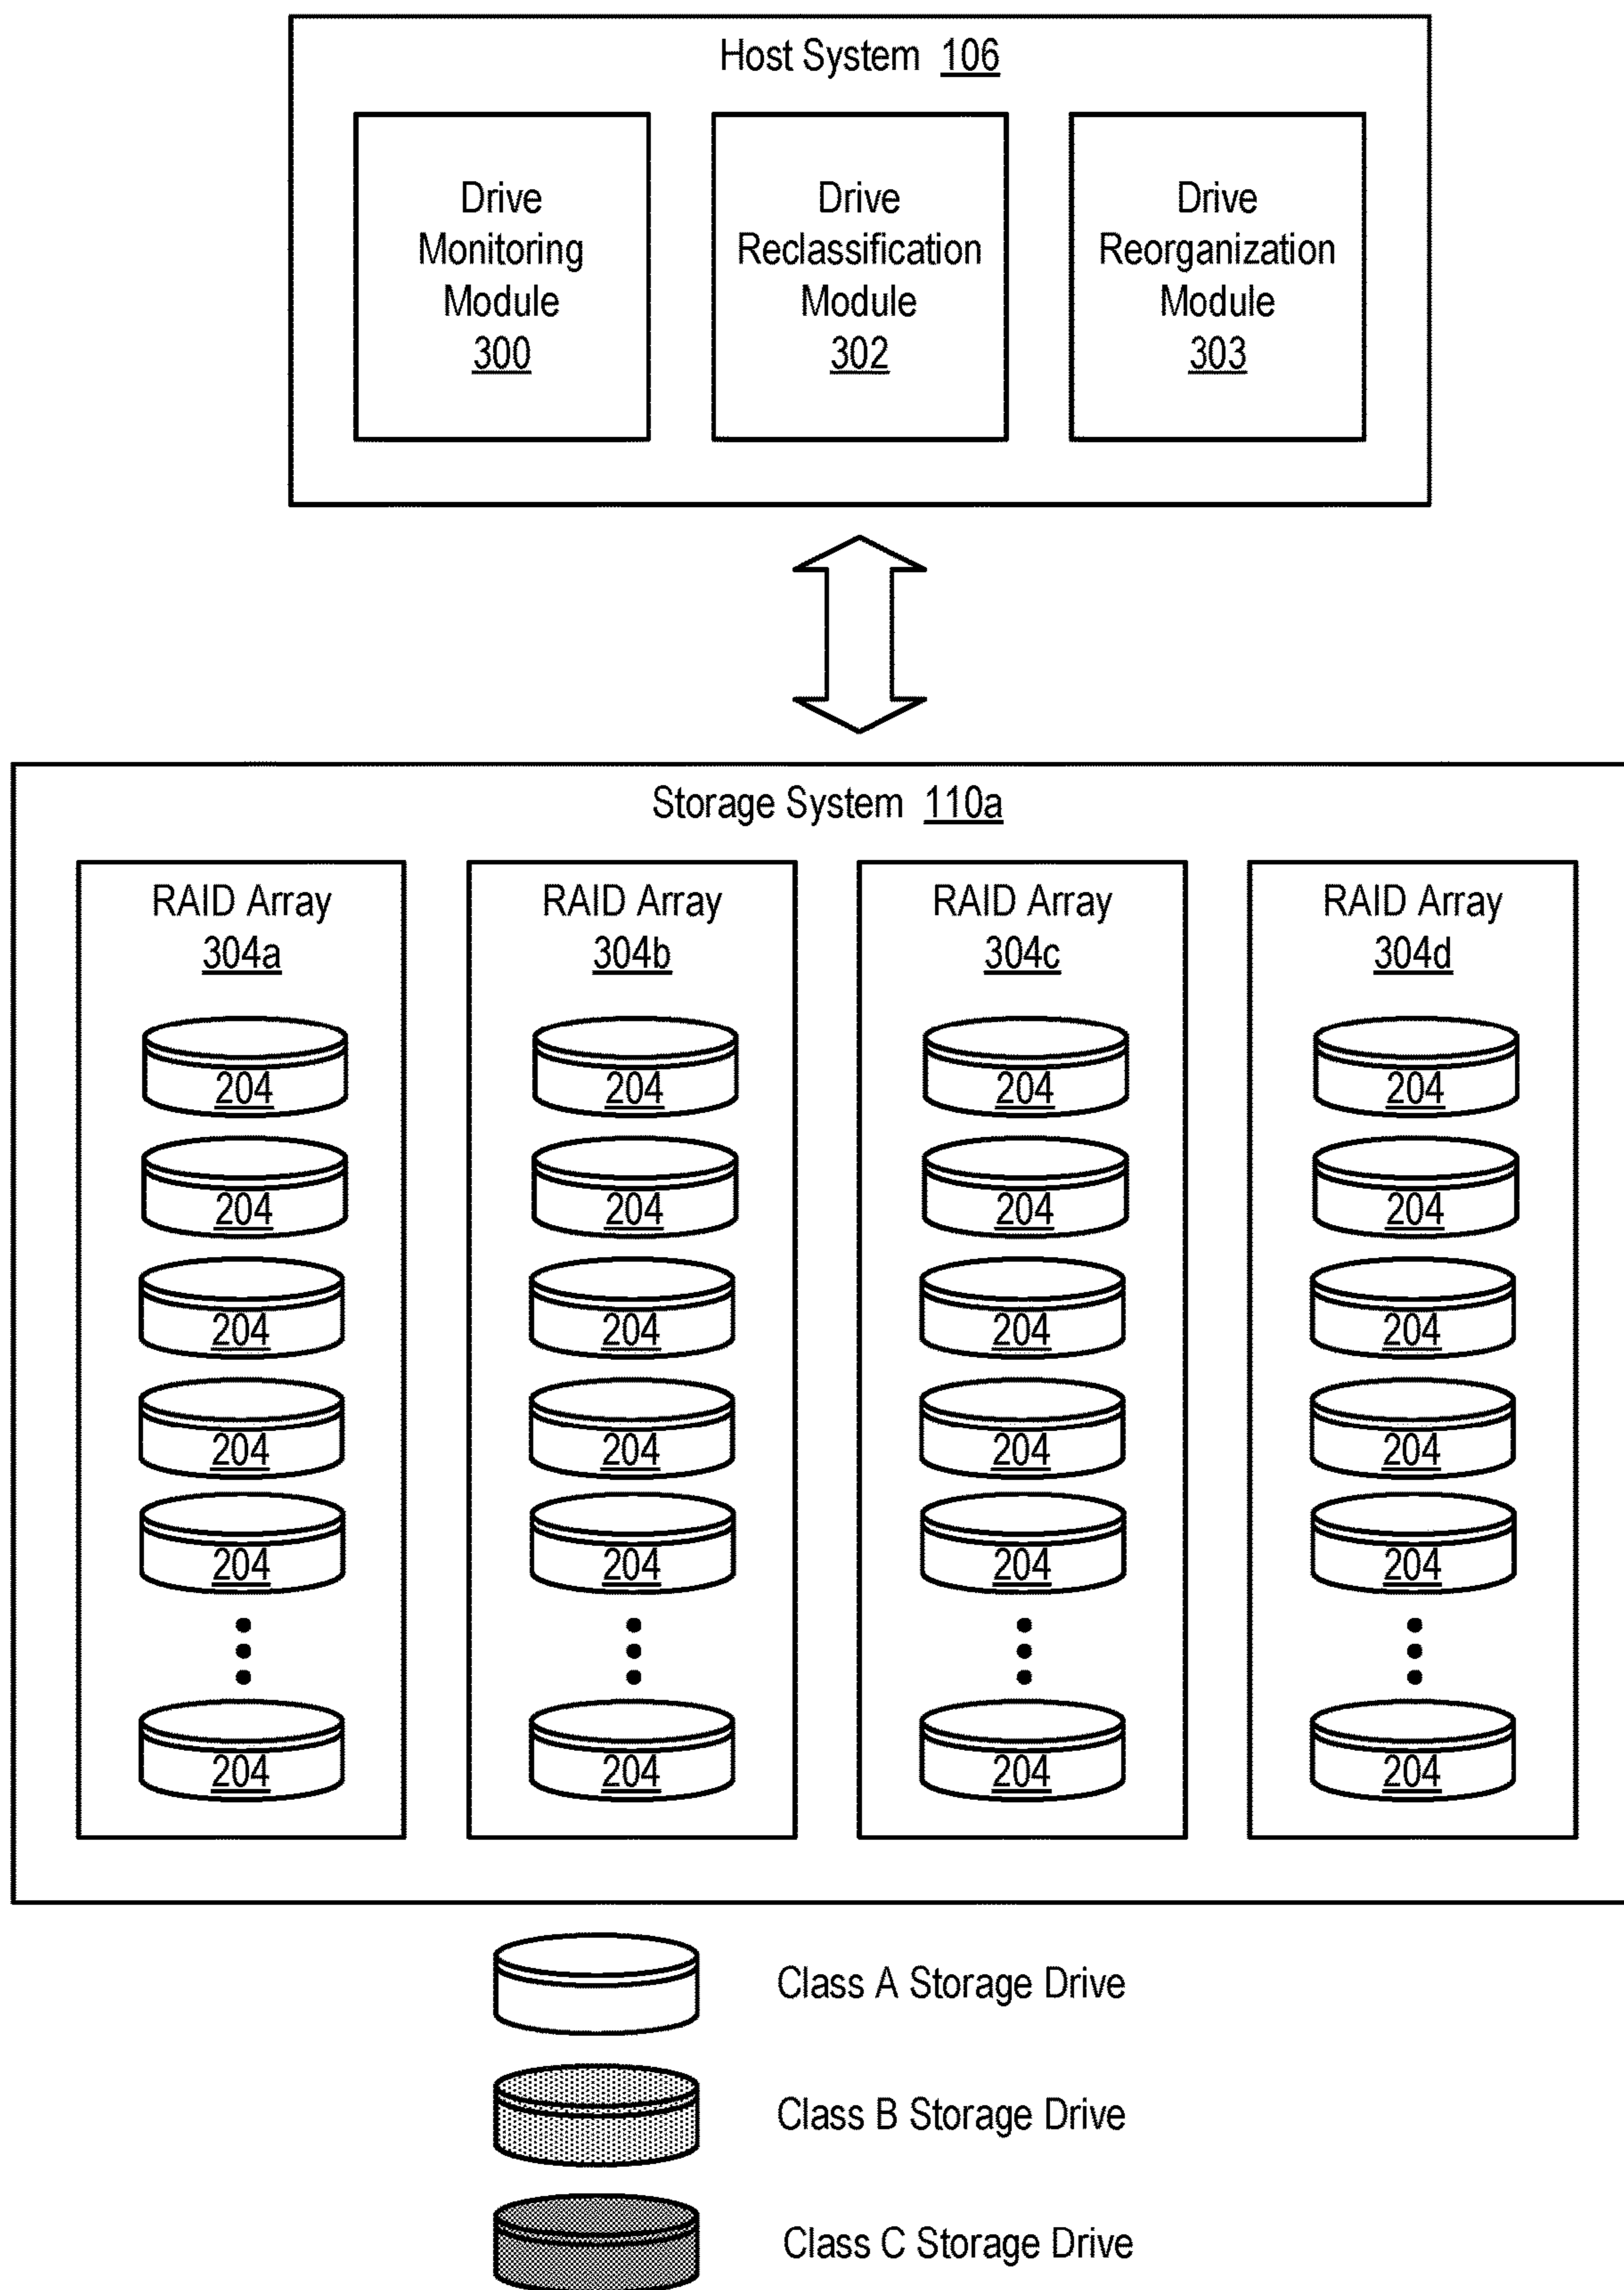 Host System 106
Drive
Monitoring
Module
300
Drive
Reclassification
Module
302
Drive
Reorganization
Module
303
Storage System 110a
RAID Array
304a
204
204
204
204
204
204
RAID Array
304b
204
204
204
204
204
204
RAID Array
304c
204
204
204
204
204
204
RAID Array
304d
204
204
204
204
204
204
Class A Storage Drive
Class B Storage Drive
Class C Storage Drive